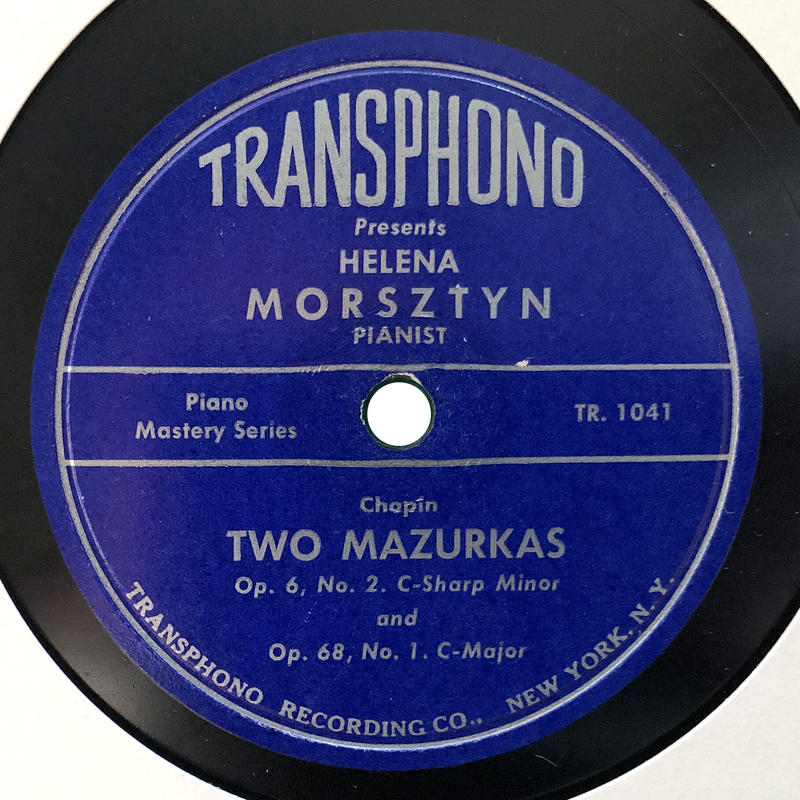 TRANSPHONO
Presents
HELENA
MORSZTYN
PIANIST
Piano
Mastery Series
TR. 1041
Chopin
TWO MAZURKAS
Op. 6, No. 2. C-Sharp Minor
and
Op. 68, No. 1. C-Major
TRANSPHONO RECORDING CO., NEW YORK, N. Y.